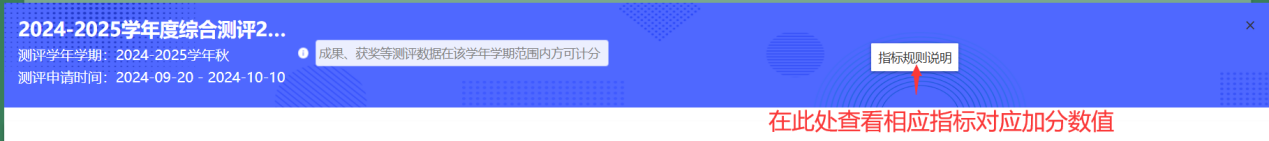 2024-2025学年度综合测评2...
测评学年学期：2024-2025学年秋
成果、获奖等测评数据在该学年学期范围内方可计分
测评申请时间：2024-09-20 - 2024-10-10
指标规则说明
在此处查看相应指标对应加分数值